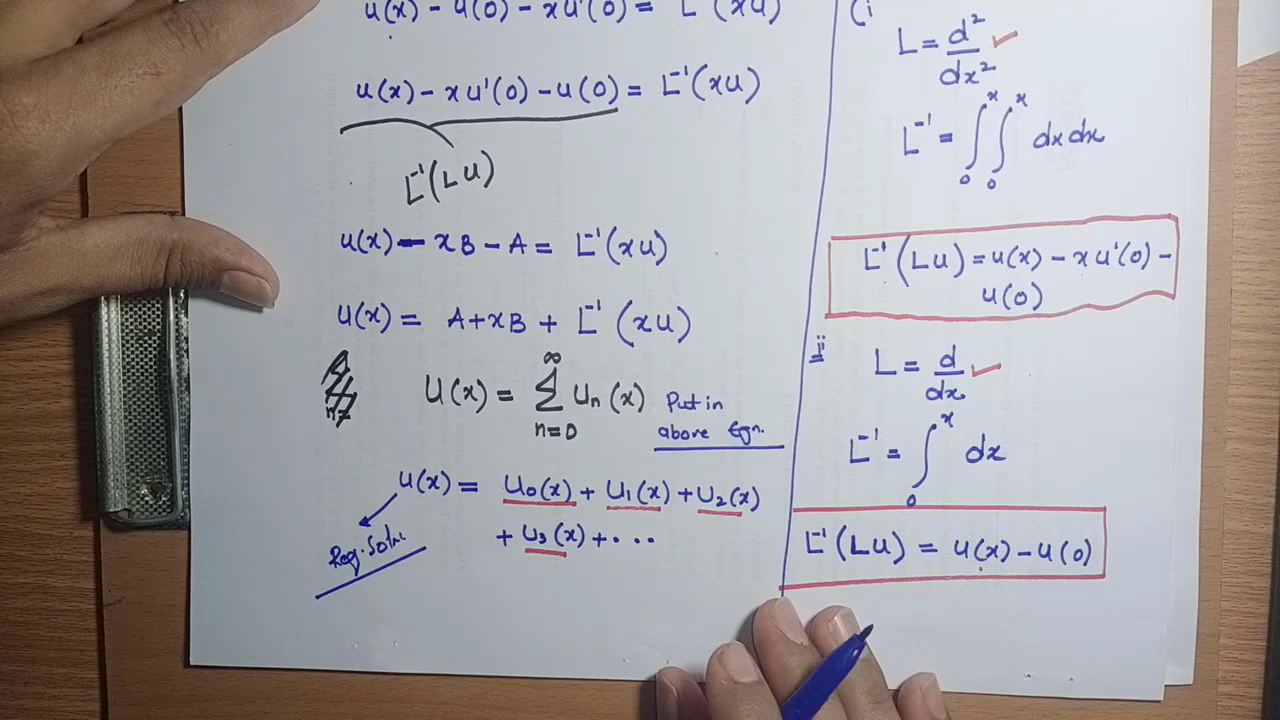 u(x) - u(0) - xu'(0) = L⁻¹(xu)
u(x) - xu'(0) - u(0) = L⁻¹(xu)
L⁻¹(Lu)
u(x) - xB - A = L⁻¹(xu)
u(x) = A + xB + L⁻¹(xu)
U(x) = ∞ Σ n=0 Un(x) Put in
above Eqn.
u(x) = U0(x) + U1(x) + U2(x)
+ U3(x) + ...
Req. Soln.
(i
L = d²/dx² ✓
L⁻¹ = ∫₀ˣ ∫₀ˣ dx dx
L⁻¹(Lu) = u(x) - xu'(0) -
u(0)
ii
L = d/dx ✓
L⁻¹ = ∫₀ˣ dx
L⁻¹(Lu) = u(x) - u(0)